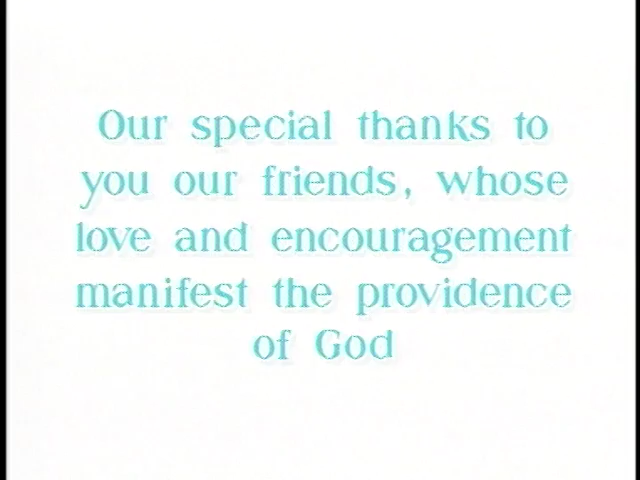 Our special thanks to
you our friends, whose
love and encouragement
manifest the providence
of God